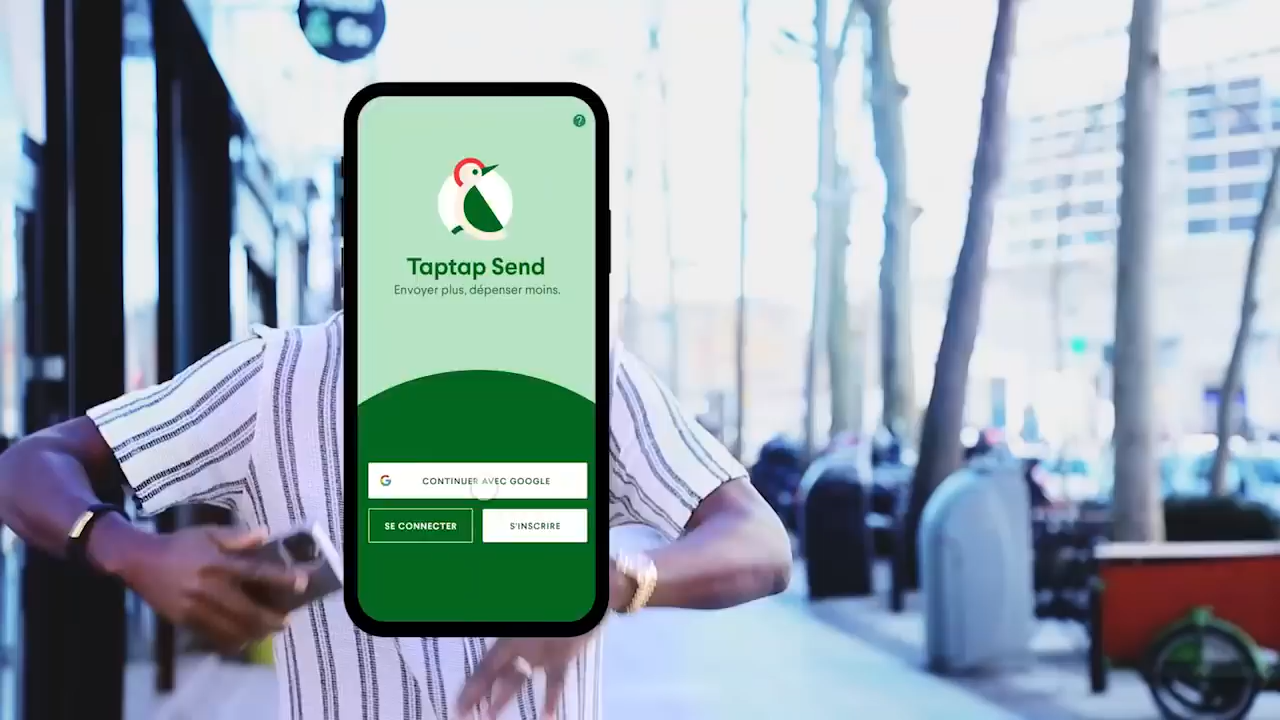 ?
Taptap Send
Envoyer plus, dépenser moins.
CONTINUER AVEC GOOGLE
SE CONNECTER
S'INSCRIRE